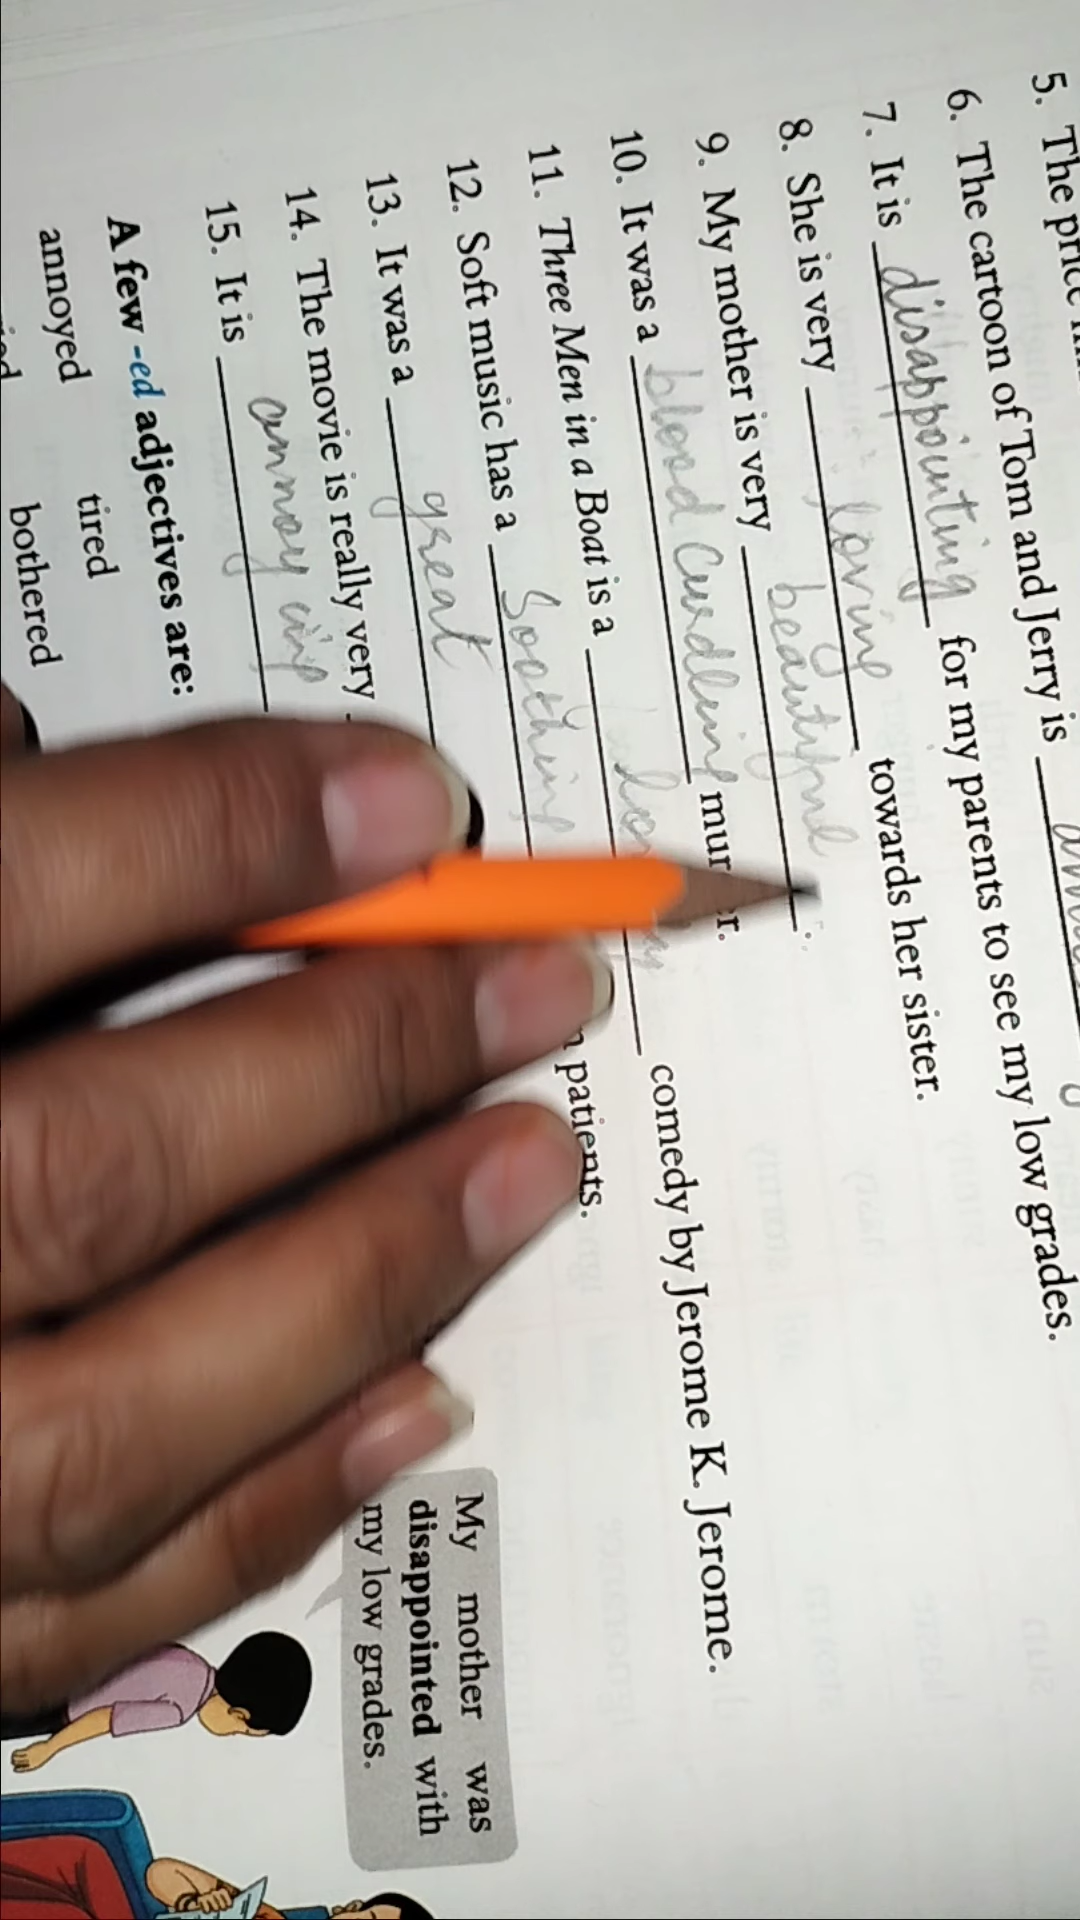 5. The price
6. The cartoon of Tom and Jerry is
7. It is disappointing for my parents to see my low grades.
8. She is very loving towards her sister.
9. My mother is very beautiful.
10. It was a blood curdling mur er.
11. Three Men in a Boat is a comedy by Jerome K. Jerome.
12. Soft music has a Soothing n patients.
13. It was a great
14. The movie is really very
15. It is annoying
A few -ed adjectives are:
annoyed tired
bothered
My mother was
disappointed with
my low grades.